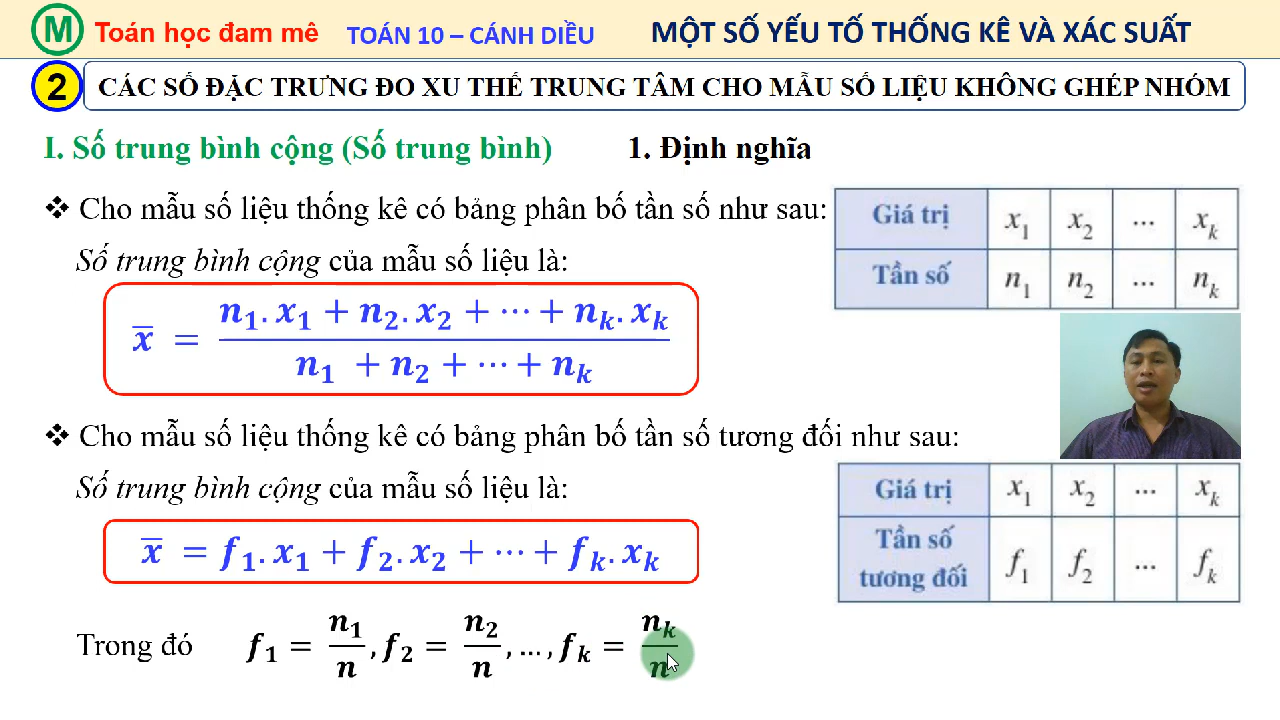 M Toán học đam mê TOÁN 10 – CÁNH DIỀU MỘT SỐ YẾU TỐ THỐNG KÊ VÀ XÁC SUẤT
2 CÁC SỐ ĐẶC TRƯNG ĐO XU THẾ TRUNG TÂM CHO MẪU SỐ LIỆU KHÔNG GHÉP NHÓM
I. Số trung bình cộng (Số trung bình) 1. Định nghĩa
❖ Cho mẫu số liệu thống kê có bảng phân bố tần số như sau:
Giá trị x₁ x₂ ... xₖ
Tần số n₁ n₂ ... nₖ
Số trung bình cộng của mẫu số liệu là:
x̅ = (n₁.x₁ + n₂.x₂ + ⋯ + nₖ.xₖ) / (n₁ + n₂ + ⋯ + nₖ)
❖ Cho mẫu số liệu thống kê có bảng phân bố tần số tương đối như sau:
Giá trị x₁ x₂ ... xₖ
Tần số tương đối f₁ f₂ ... fₖ
Số trung bình cộng của mẫu số liệu là:
x̅ = f₁.x₁ + f₂.x₂ + ⋯ + fₖ.xₖ
Trong đó f₁ = n₁/n, f₂ = n₂/n, …, fₖ = nₖ/n